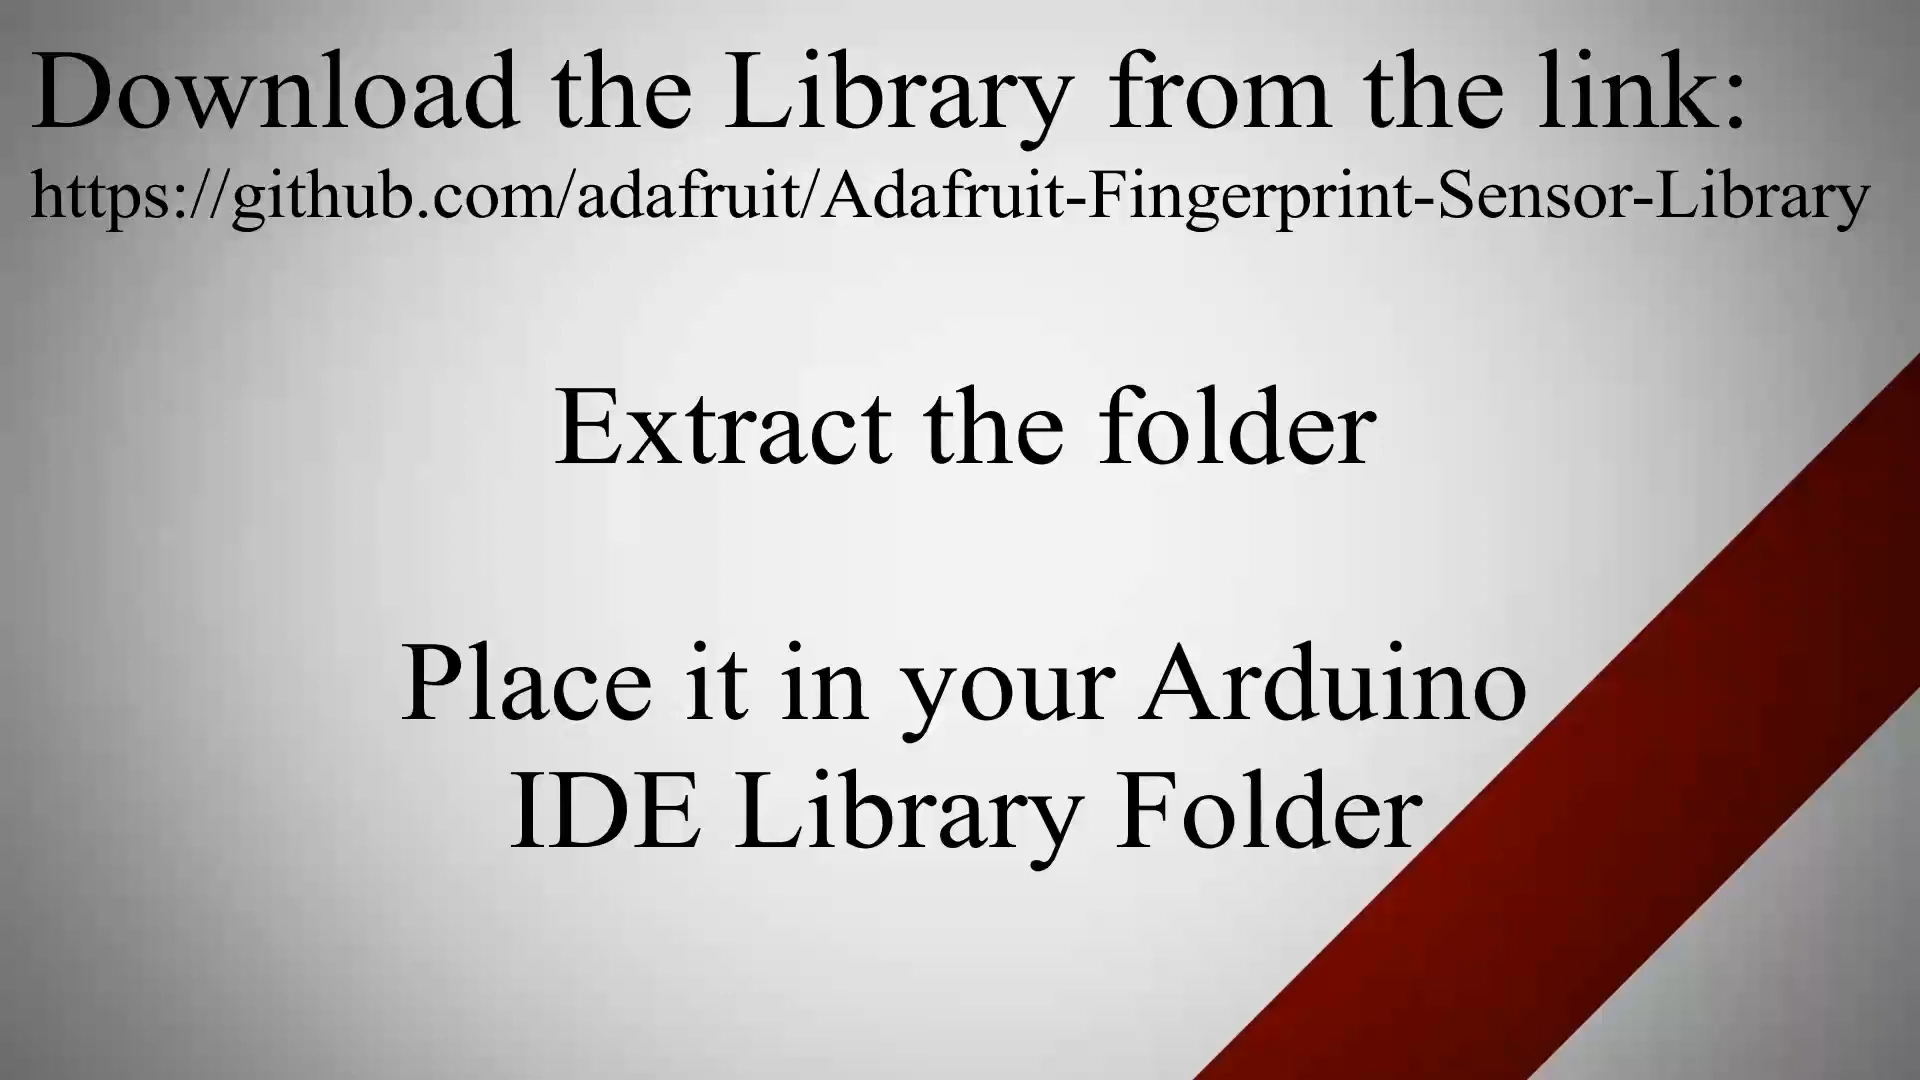 Download the Library from the link:
https://github.com/adafruit/Adafruit-Fingerprint-Sensor-Library
Extract the folder
Place it in your Arduino
IDE Library Folder